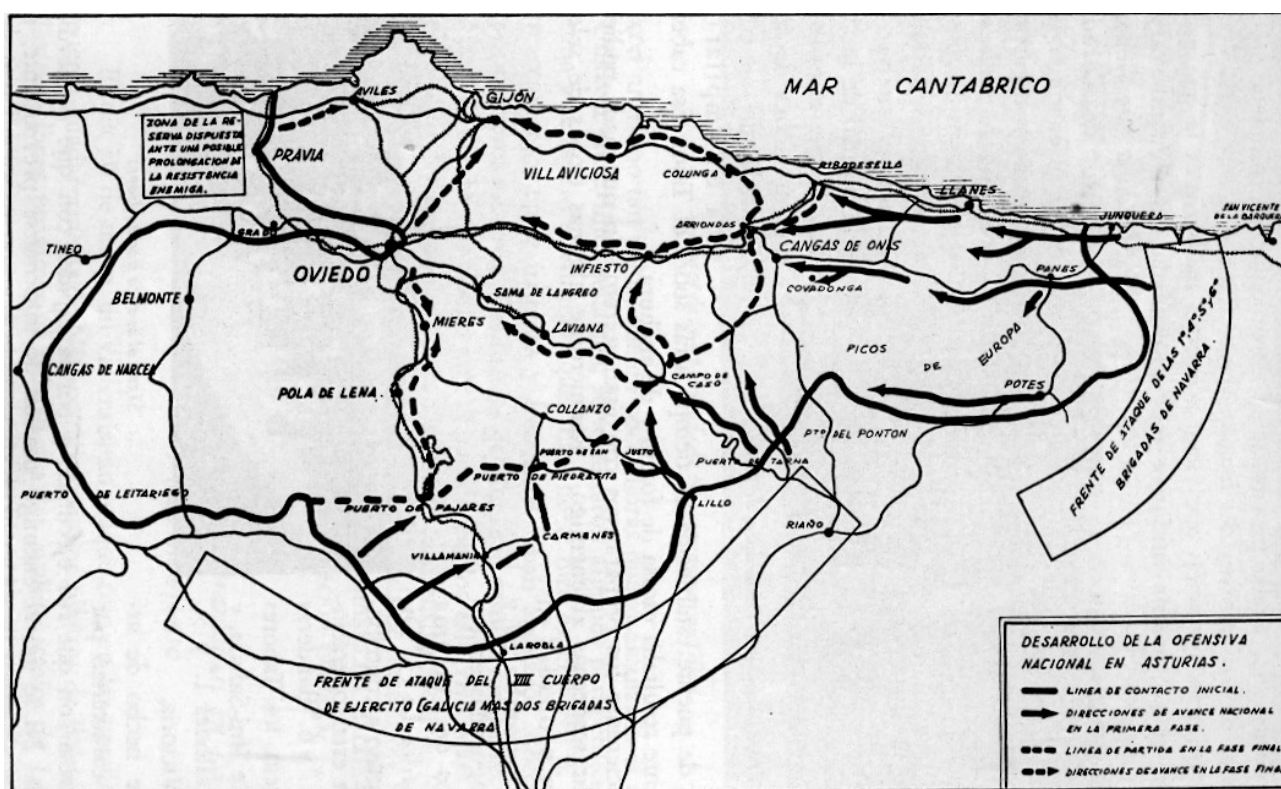 MAR CANTABRICO
AVILES
GIJÓN
ZONA DE LA RE-
SERVA DISPUESTA
ANTE UNA POSIBLE
PROLONGACION DE
LA RESISTENCIA
ENEMIGA.
PRAVIA
VILLAVICIOSA
COLUNGA
RIBADESELLA
LLANES
JUNQUERA
SAN VICENTE
DE LA BARQUERA
TINEO
GRADO
OVIEDO
INFIESTO
ARRIONDAS
CANGAS DE ONIS
COVADONGA
PANES
BELMONTE
SAMA DE LANGREO
MIERES
LAVIANA
PICOS
DE EUROPA
POTES
CANGAS DE NARCEA
POLA DE LENA
CAMPO DE
CASO
COLLANZO
PTO DEL PONTON
PUERTO DE SAN JUSTO
PUERTO DE TARNA
PUERTO DE PIEDRAFITA
PUERTO DE LEITARIEGO
PUERTO DE PAJARES
LILLO
RIAÑO
VILLAMANIN
CARMENES
LA ROBLA
FRENTE DE ATAQUE DE LAS 1ª, 4ª, 5ª y 6ª
BRIGADAS DE NAVARRA.
FRENTE DE ATAQUE DEL VIII CUERPO
DE EJERCITO (GALICIA MAS DOS BRIGADAS
DE NAVARRA
DESARROLLO DE LA OFENSIVA
NACIONAL EN ASTURIAS.
LINEA DE CONTACTO INICIAL.
DIRECCIONES DE AVANCE NACIONAL
EN LA PRIMERA FASE.
LINEA DE PARTIDA EN LA FASE FINAL
DIRECCIONES DE AVANCE EN LA FASE FINAL